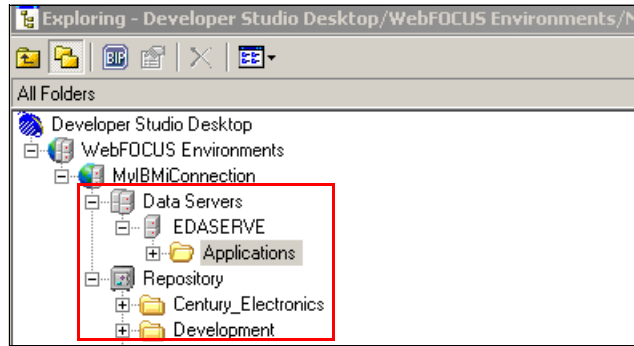 Exploring - Developer Studio Desktop/WebFOCUS Environments/
BIP
All Folders
Developer Studio Desktop
WebFOCUS Environments
MyIBMiConnection
Data Servers
EDASERVE
Applications
Repository
Century_Electronics
Development